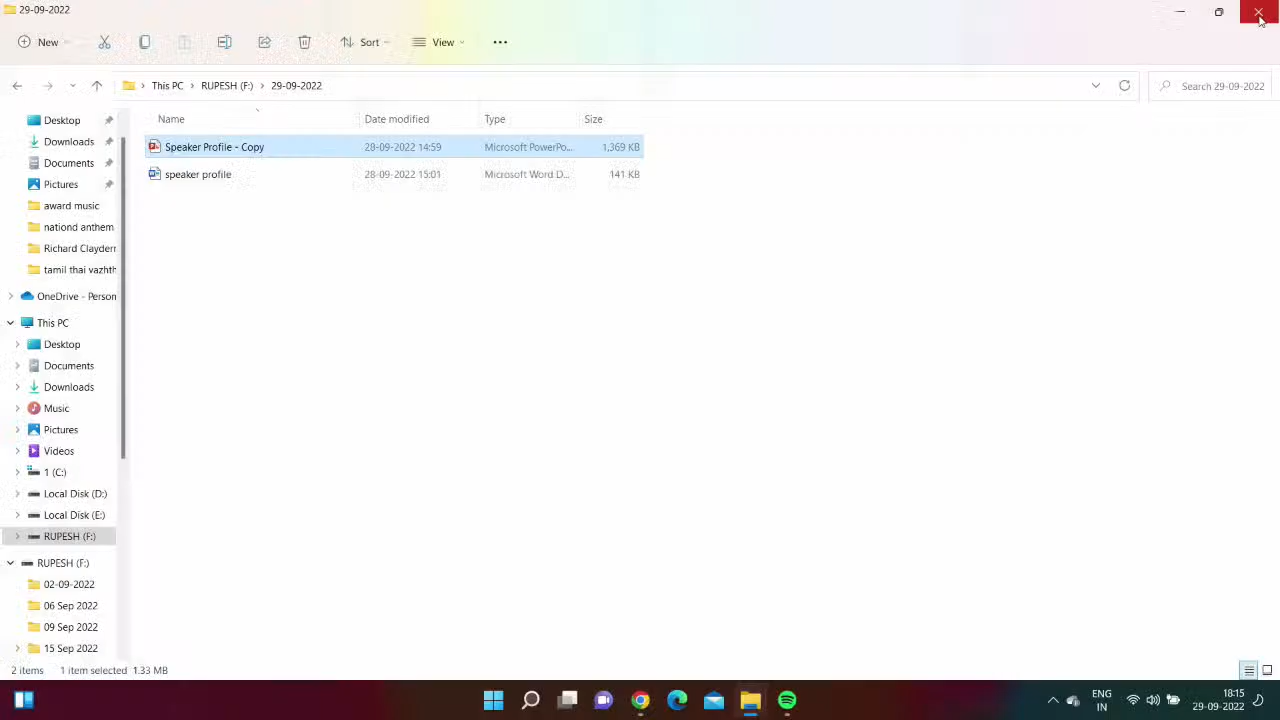 29-09-2022
New
Sort
View
This PC
RUPESH (F:)
29-09-2022
Search 29-09-2022
Name Date modified Type Size
Speaker Profile - Copy 28-09-2022 14:59 Microsoft PowerPo... 1,369 KB
speaker profile 28-09-2022 15:01 Microsoft Word D... 141 KB
Desktop
Downloads
Documents
Pictures
award music
nationd anthem
Richard Clayderr
tamil thai vazhth
OneDrive - Person
This PC
Desktop
Documents
Downloads
Music
Pictures
Videos
1 (C:)
Local Disk (D:)
Local Disk (E:)
RUPESH (F:)
RUPESH (F:)
02-09-2022
06 Sep 2022
09 Sep 2022
15 Sep 2022
2 items 1 item selected 1.33 MB
ENG
IN
18:15
29-09-2022